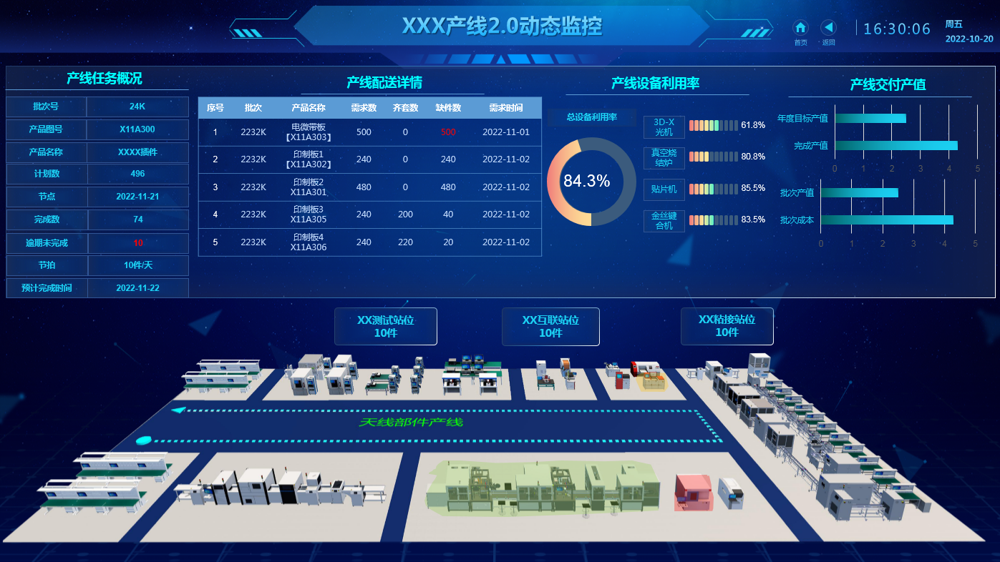 XXX产线2.0动态监控
首页
返回
16:30:06
周五
2022-10-20
产线任务概况
批次号 24K
产品图号 X11A300
产品名称 XXXX插件
计划数 496
节点 2022-11-21
完成数 74
逾期未完成 10
节拍 10件/天
预计完成时间 2022-11-22
产线配送详情
序号 批次 产品名称 需求数 齐套数 缺件数 需求时间
1 2232K 电微带板【X11A303】 500 0 500 2022-11-01
2 2232K 印制板1【X11A302】 240 0 240 2022-11-02
3 2232K 印制板2 X11A301 480 0 480 2022-11-02
4 2232K 印制板3 X11A305 240 200 40 2022-11-02
5 2232K 印制板4 X11A306 240 220 20 2022-11-02
产线设备利用率
总设备利用率
84.3%
3D-X光机 61.8%
真空烧结炉 80.8%
贴片机 85.5%
金丝键合机 83.5%
产线交付产值
年度目标产值
完成产值
0 1 2 3 4 5
批次产值
批次成本
0 1 2 3 4 5
XX测试站位
10件
XX互联站位
10件
XX粘接站位
10件
天线部件产线